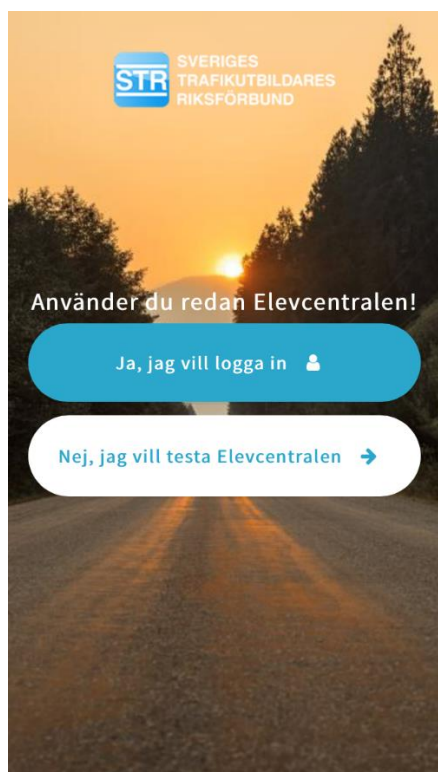 STR
SVERIGES
TRAFIKUTBILDARES
RIKSFÖRBUND
Använder du redan Elevcentralen!
Ja, jag vill logga in
Nej, jag vill testa Elevcentralen